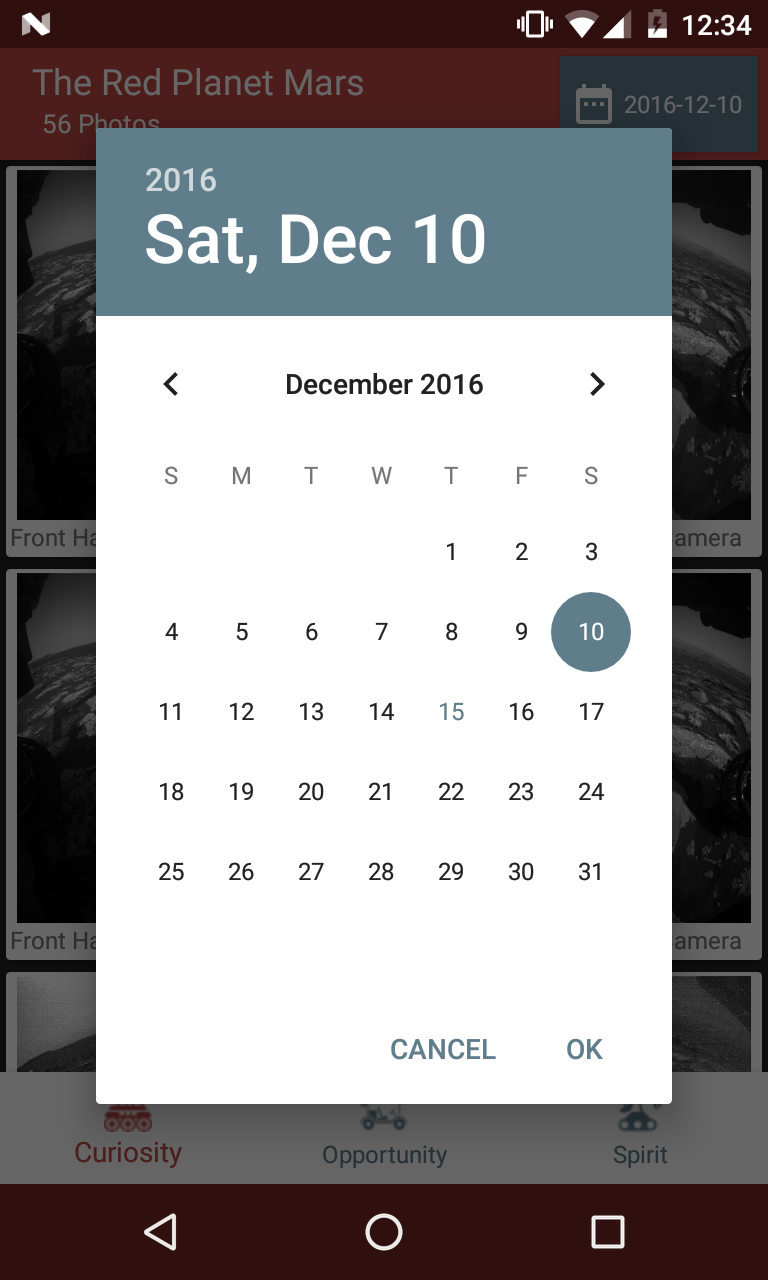 12:34
The Red Planet Mars
56 Photos
2016-12-10
2016
Sat, Dec 10
December 2016
S M T W T F S
1 2 3
4 5 6 7 8 9 10
11 12 13 14 15 16 17
18 19 20 21 22 23 24
25 26 27 28 29 30 31
CANCEL OK
Front Ha
amera
Front Ha
amera
Curiosity Opportunity Spirit